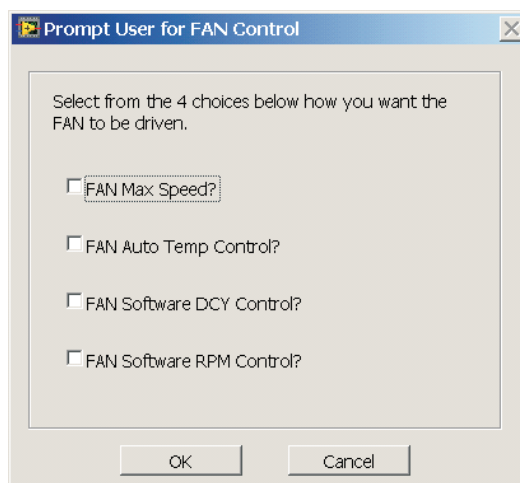 Prompt User for FAN Control
Select from the 4 choices below how you want the
FAN to be driven.
FAN Max Speed?
FAN Auto Temp Control?
FAN Software DCY Control?
FAN Software RPM Control?
OK Cancel